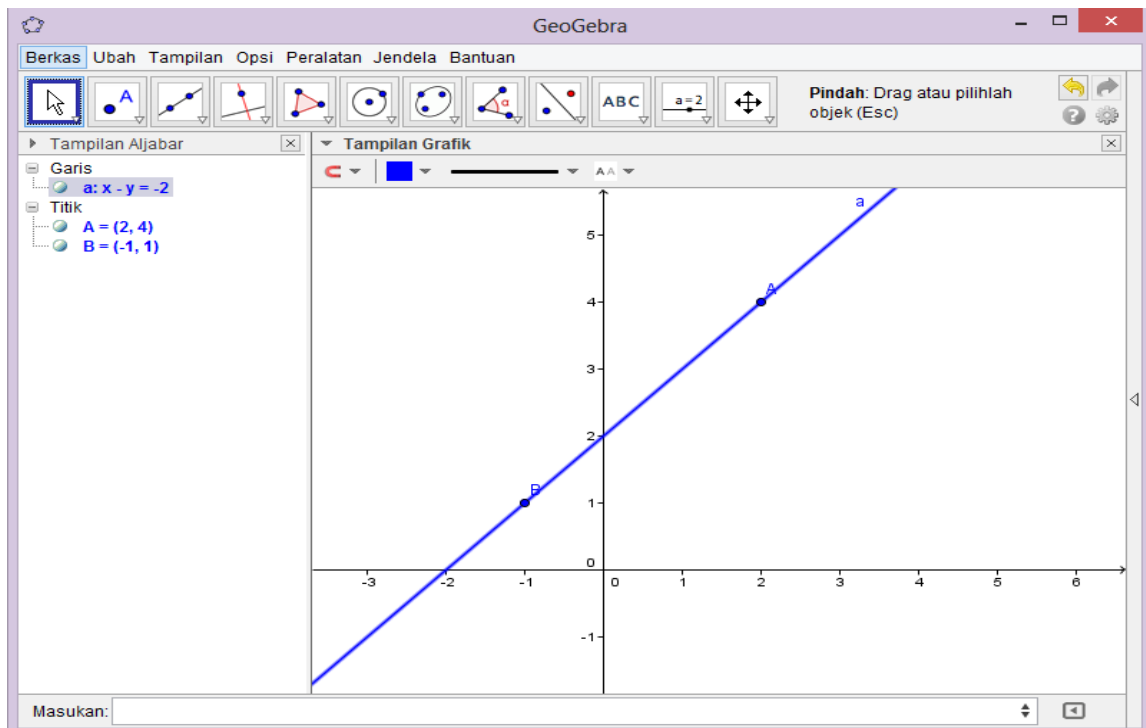 GeoGebra
Berkas Ubah Tampilan Opsi Peralatan Jendela Bantuan
A
α
ABC
a=2
Pindah: Drag atau pilihlah
objek (Esc)
Tampilan Aljabar
Tampilan Grafik
Garis
a: x - y = -2
Titik
A = (2, 4)
B = (-1, 1)
A A
a
5
A
4
3
2
B
1
0
-3 -2 -1 0 1 2 3 4 5 6
-1
Masukan: